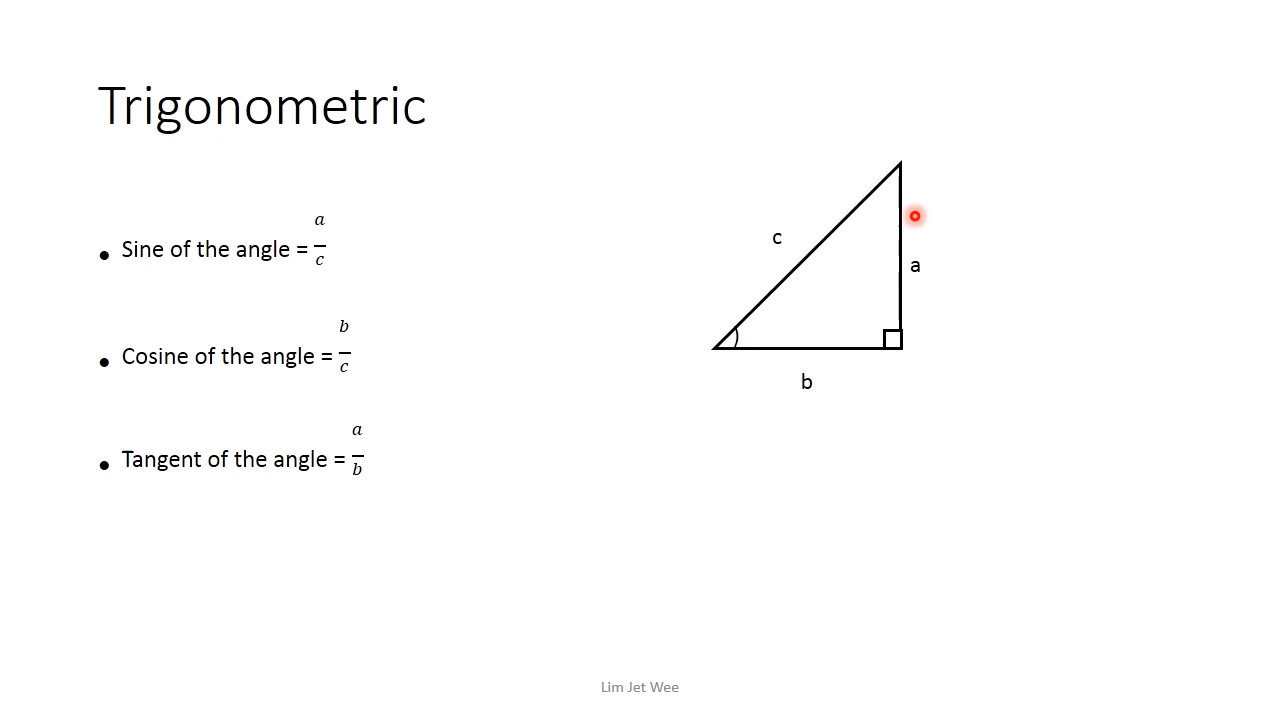 Trigonometric
• Sine of the angle = a/c
• Cosine of the angle = b/c
• Tangent of the angle = a/b
c
a
b
Lim Jet Wee